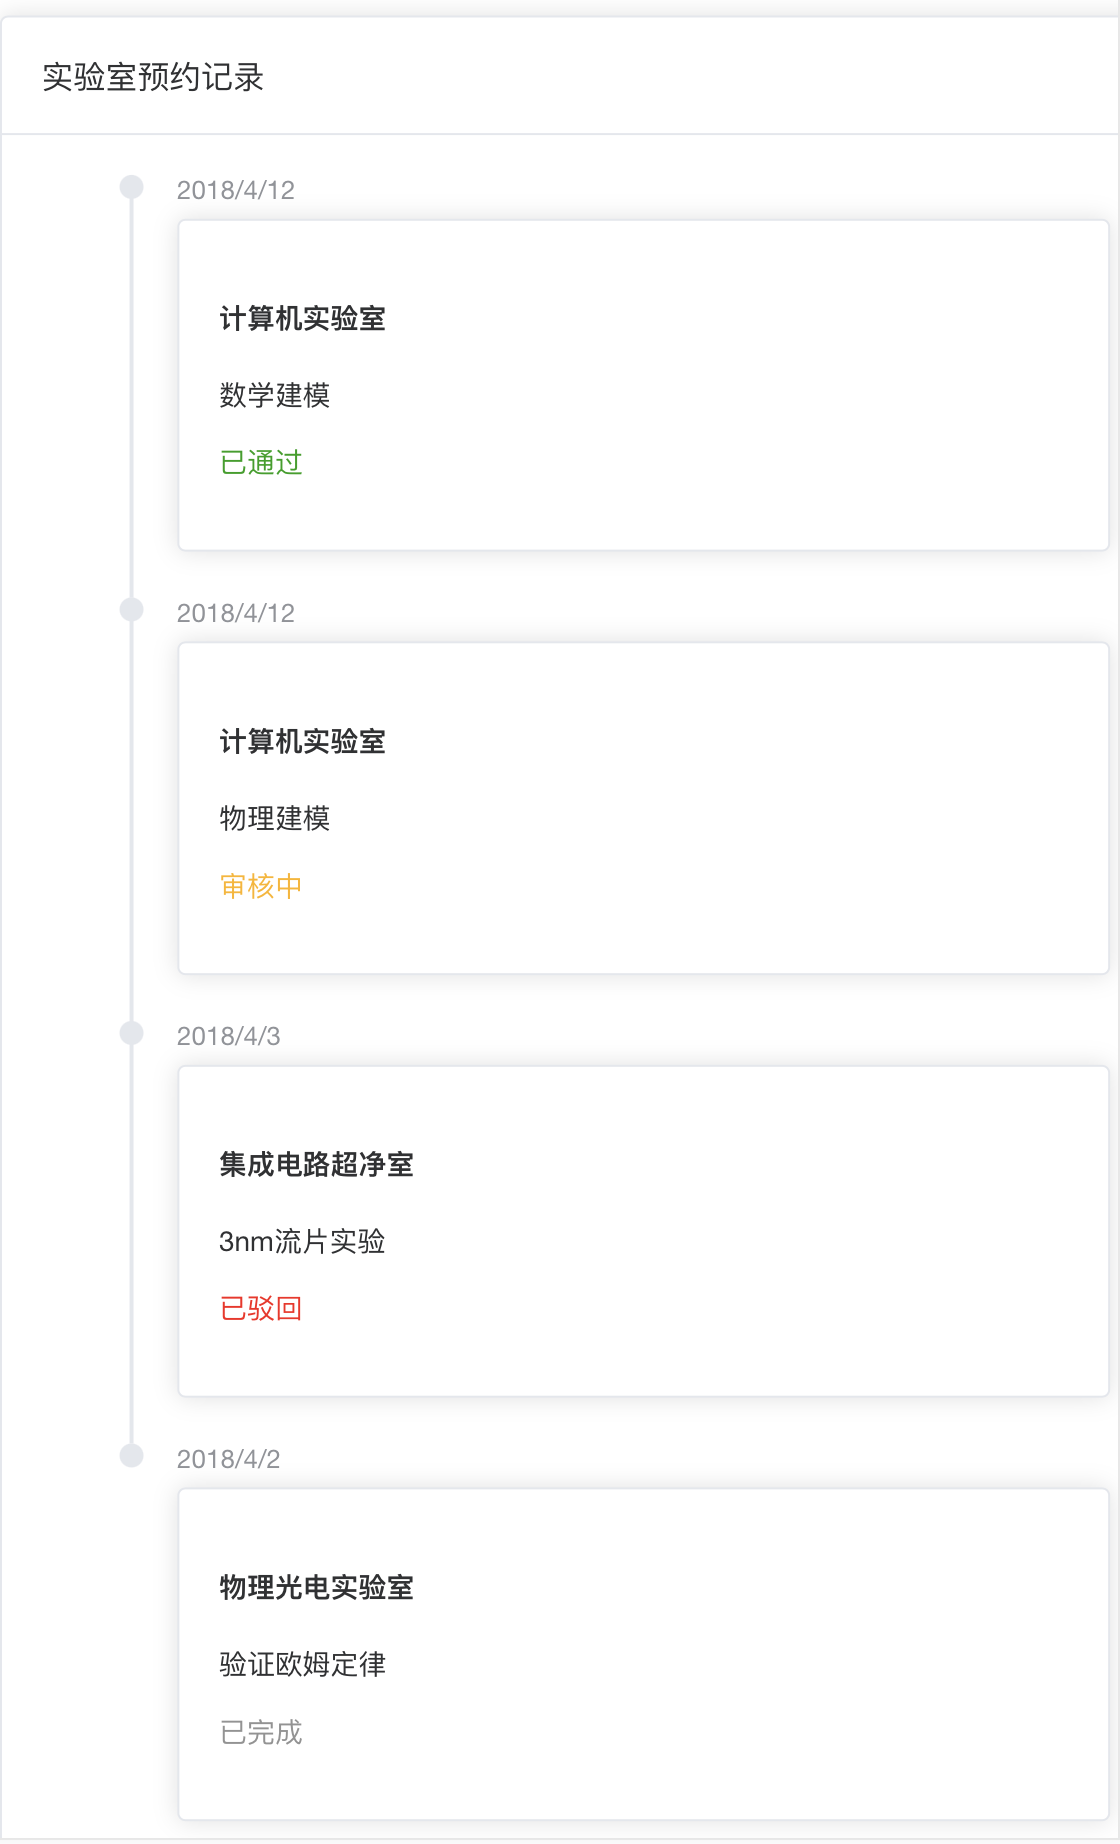 实验室预约记录
2018/4/12
计算机实验室
数学建模
已通过
2018/4/12
计算机实验室
物理建模
审核中
2018/4/3
集成电路超净室
3nm流片实验
已驳回
2018/4/2
物理光电实验室
验证欧姆定律
已完成